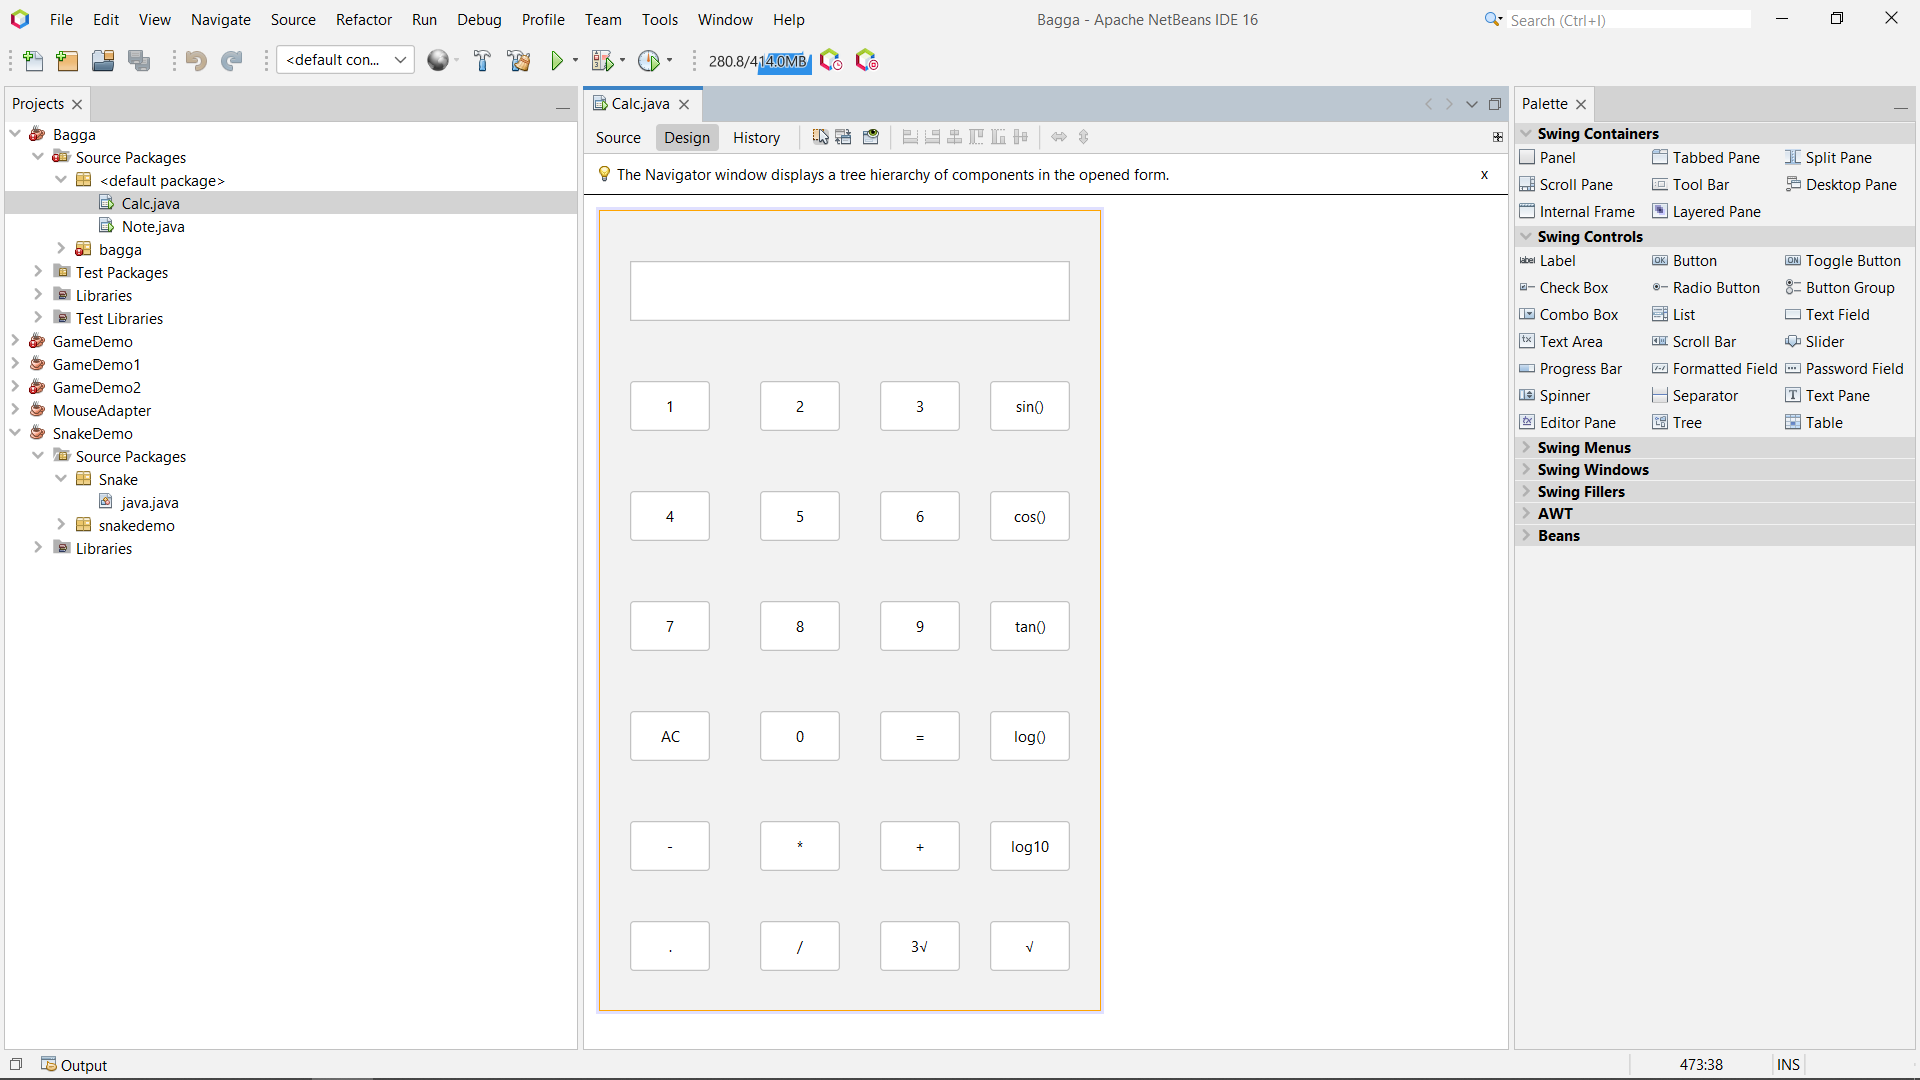 File Edit View Navigate Source Refactor Run Debug Profile Team Tools Window Help
Bagga - Apache NetBeans IDE 16
Search (Ctrl+I)
<default con...
280.8/414.0MB
Projects
Bagga
Source Packages
<default package>
Calc.java
Note.java
bagga
Test Packages
Libraries
Test Libraries
GameDemo
GameDemo1
GameDemo2
MouseAdapter
SnakeDemo
Source Packages
Snake
java.java
snakedemo
Libraries
Calc.java
Source Design History
The Navigator window displays a tree hierarchy of components in the opened form. x
1 2 3 sin()
4 5 6 cos()
7 8 9 tan()
AC 0 = log()
- * + log10
. / 3√ √
Palette
Swing Containers
Panel Tabbed Pane Split Pane
Scroll Pane Tool Bar Desktop Pane
Internal Frame Layered Pane
Swing Controls
label Label OK Button ON Toggle Button
Check Box Radio Button Button Group
Combo Box List Text Field
Text Area Scroll Bar Slider
Progress Bar Formatted Field Password Field
Spinner Separator Text Pane
Editor Pane Tree Table
Swing Menus
Swing Windows
Swing Fillers
AWT
Beans
Output
473:38 INS